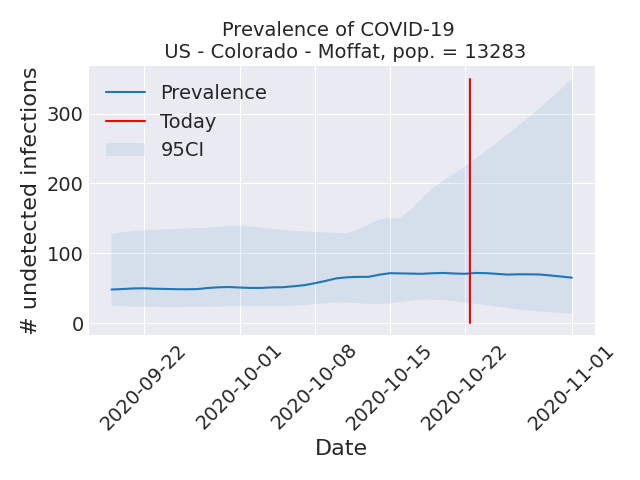 Prevalence of COVID-19
US - Colorado - Moffat, pop. = 13283
# undetected infections
300
200
100
0
Prevalence
Today
95CI
2020-09-22
2020-10-01
2020-10-08
2020-10-15
2020-10-22
2020-11-01
Date